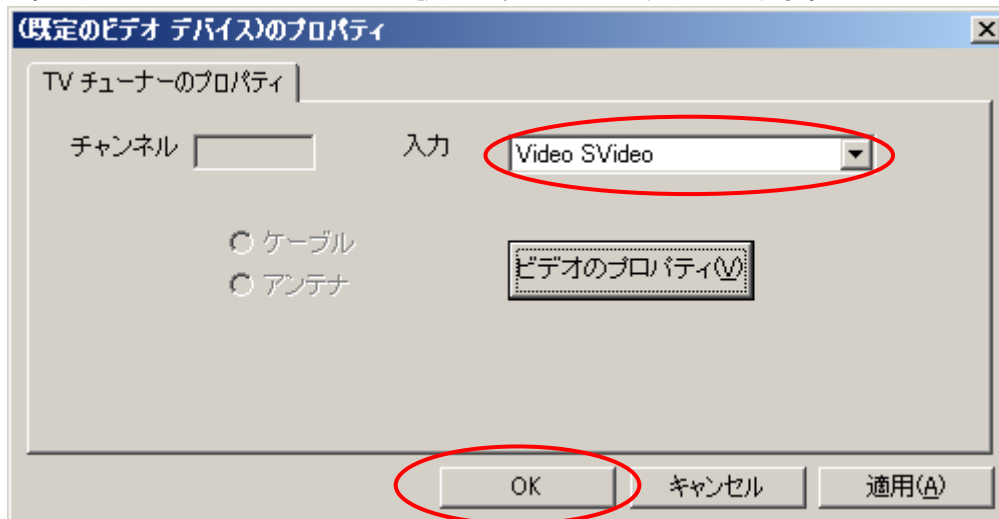 (既定のビデオ デバイス)のプロパティ
TV チューナーのプロパティ
チャンネル 入力 Video SVideo
ケーブル
アンテナ
ビデオのプロパティ(V)
OK キャンセル 適用(A)